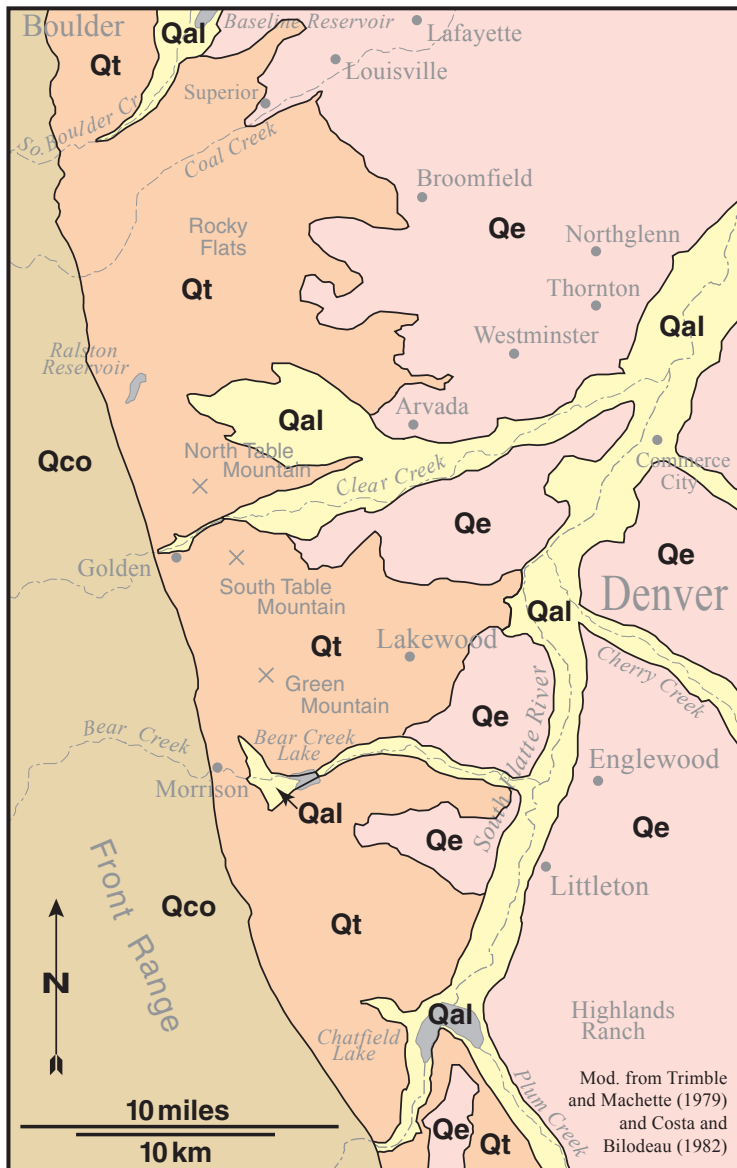 Boulder
Qal
Baseline Reservoir
Lafayette
Qt
Louisville
Superior
So. Boulder Cr.
Coal Creek
Broomfield
Rocky
Flats
Qe
Northglenn
Qt
Thornton
Qal
Westminster
Ralston
Reservoir
Qal
Arvada
Qco
North Table
Mountain
Clear Creek
Commerce
City
Qe
Qe
Golden
South Table
Mountain
Qal
Denver
Qt
Lakewood
Green
Mountain
Cherry Creek
Qe
South Platte River
Bear Creek
Bear Creek
Lake
Morrison
Englewood
Qal
Qe
Qe
Front Range
Littleton
Qco
Qt
N
Qal
Highlands
Ranch
Chatfield
Lake
Plum Creek
Qe
Qt
10 miles
10 km
Mod. from Trimble
and Machette (1979)
and Costa and
Bilodeau (1982)